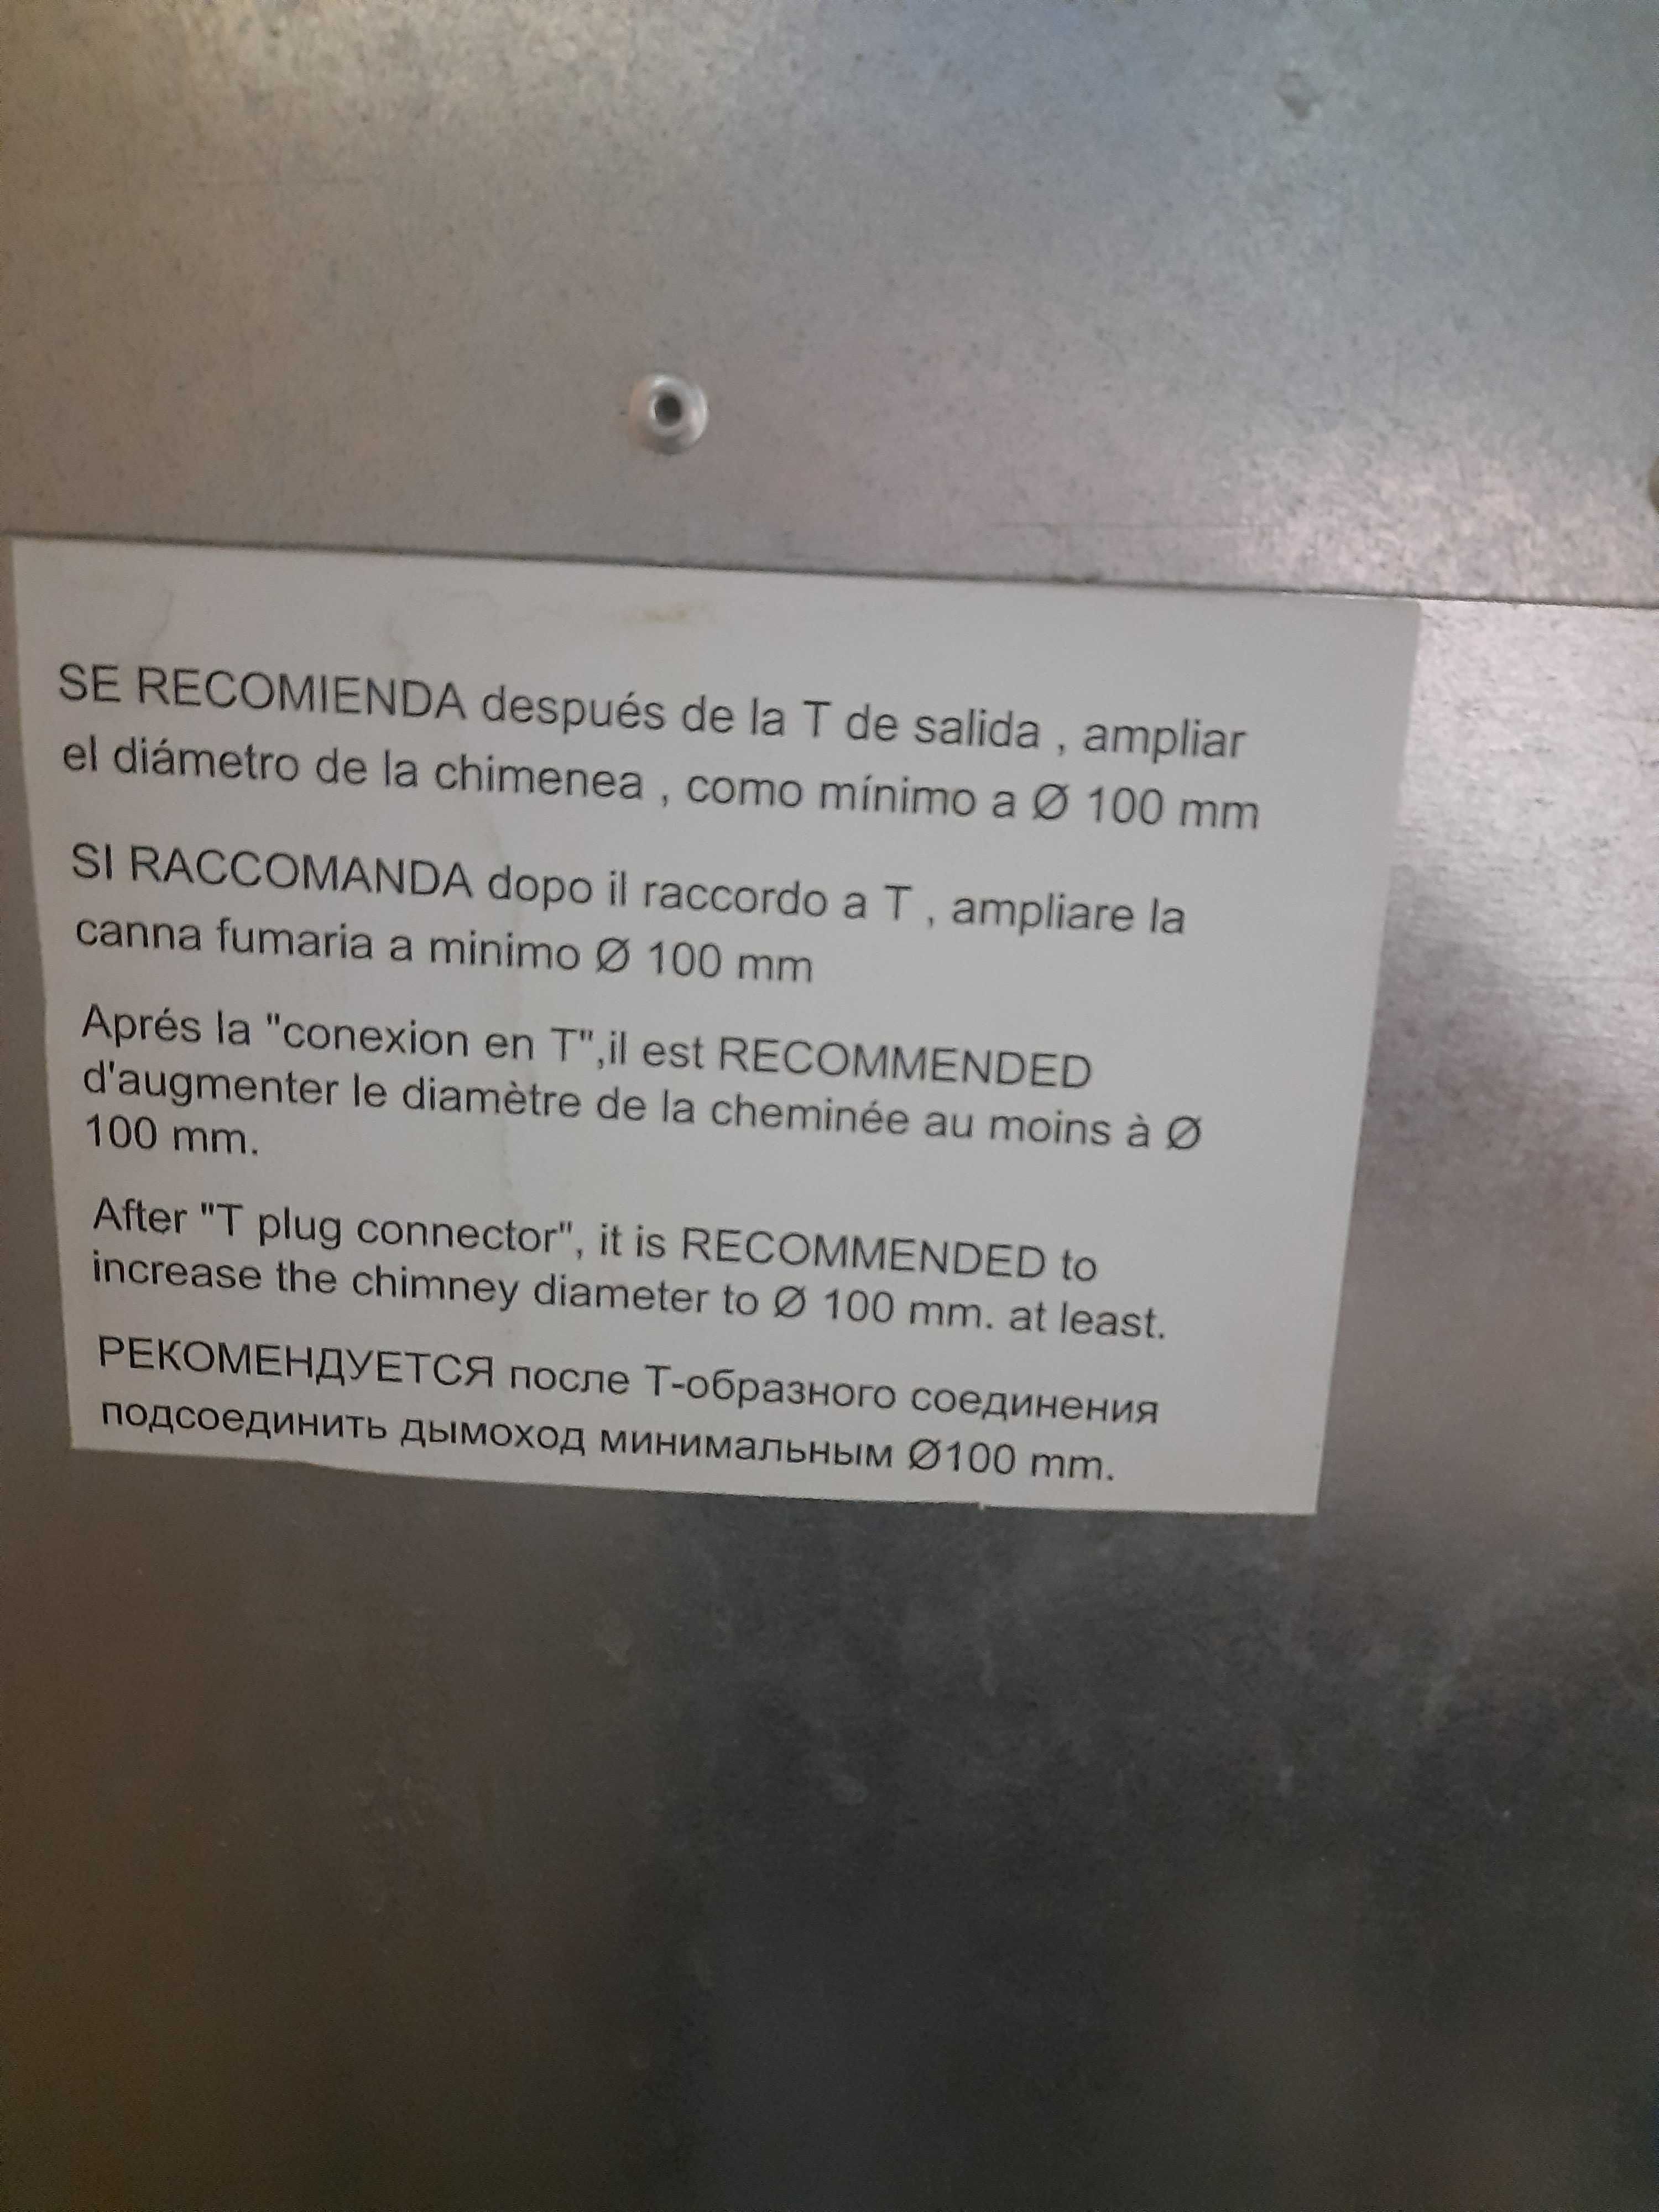 SE RECOMIENDA después de la T de salida , ampliar
el diámetro de la chimenea , como mínimo a Ø 100 mm
SI RACCOMANDA dopo il raccordo a T , ampliare la
canna fumaria a minimo Ø 100 mm
Aprés la "conexion en T",il est RECOMMENDED
d'augmenter le diamètre de la cheminée au moins à Ø
100 mm.
After "T plug connector", it is RECOMMENDED to
increase the chimney diameter to Ø 100 mm. at least.
РЕКОМЕНДУЕТСЯ после Т-образного соединения
подсоединить дымоход минимальным Ø100 mm.